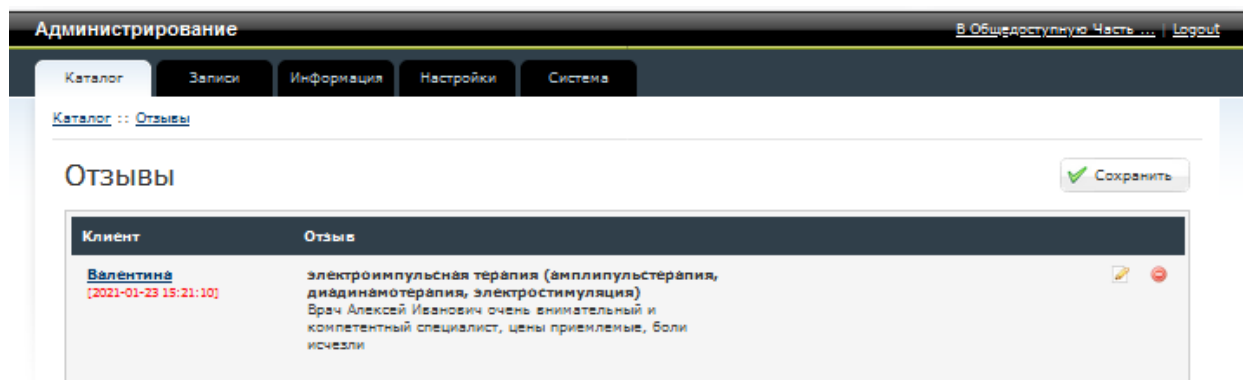 Администрирование В Общедоступную Часть ... | Logout
Каталог Записи Информация Настройки Система
Каталог :: Отзывы
Отзывы Сохранить
Клиент Отзыв
Валентина электроимпульсная терапия (амплипульстерапия,
[2021-01-23 15:21:10] диадинамотерапия, электростимуляция)
Врач Алексей Иванович очень внимательный и
компетентный специалист, цены приемлемые, боли
исчезли